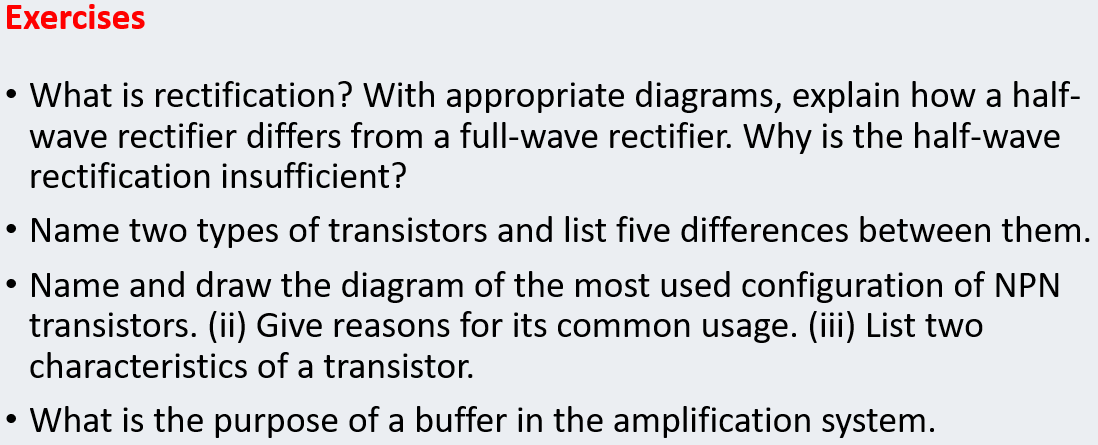 Exercises
• What is rectification? With appropriate diagrams, explain how a half-
wave rectifier differs from a full-wave rectifier. Why is the half-wave
rectification insufficient?
• Name two types of transistors and list five differences between them.
• Name and draw the diagram of the most used configuration of NPN
transistors. (ii) Give reasons for its common usage. (iii) List two
characteristics of a transistor.
• What is the purpose of a buffer in the amplification system.